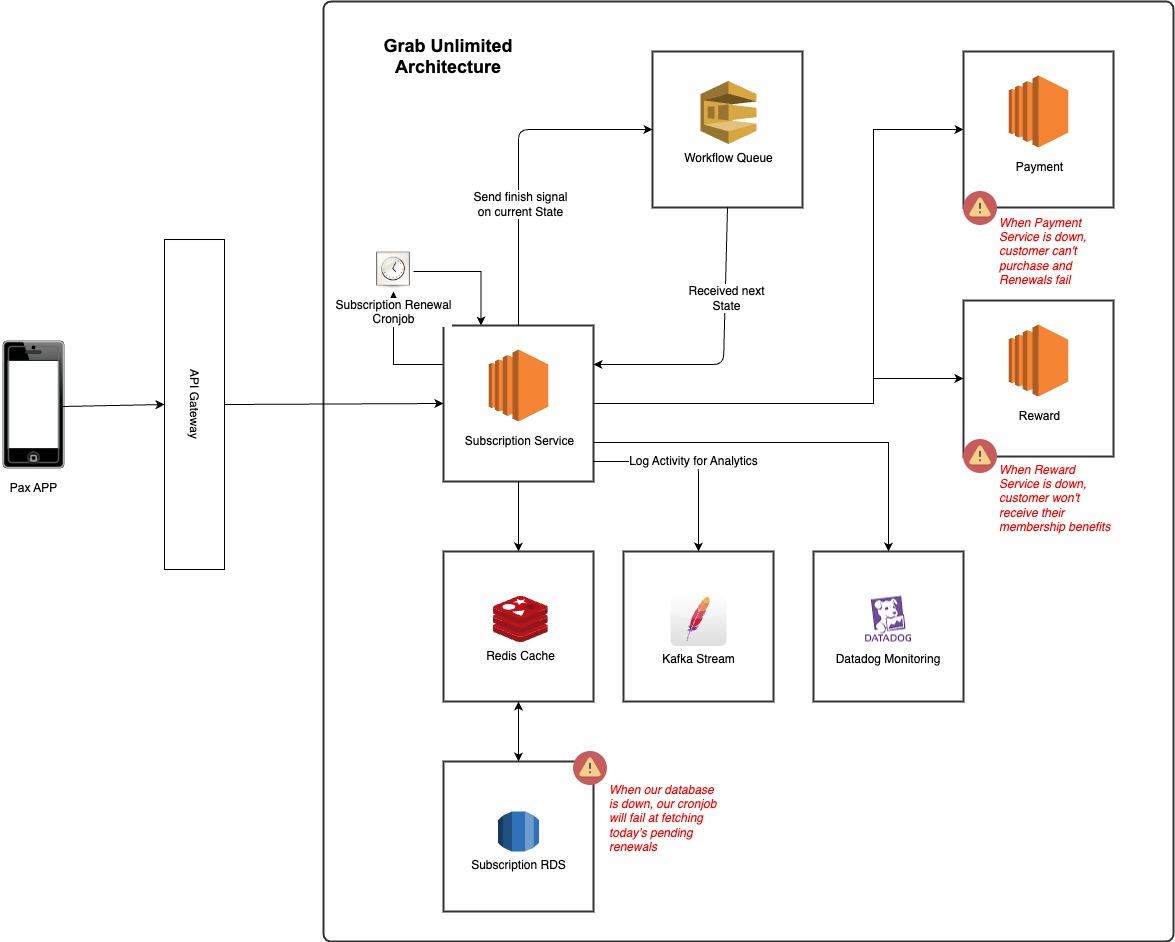 Grab Unlimited
Architecture
Workflow Queue
Payment
When Payment
Service is down,
customer can't
purchase and
Renewals fail
Send finish signal
on current State
Received next
State
Subscription Renewal
Cronjob
Pax APP
API Gateway
Subscription Service
Reward
When Reward
Service is down,
customer won't
receive their
membership benefits
Log Activity for Analytics
Redis Cache
Kafka Stream
DATADOG
Datadog Monitoring
When our database
is down, our cronjob
will fail at fetching
today's pending
renewals
Subscription RDS